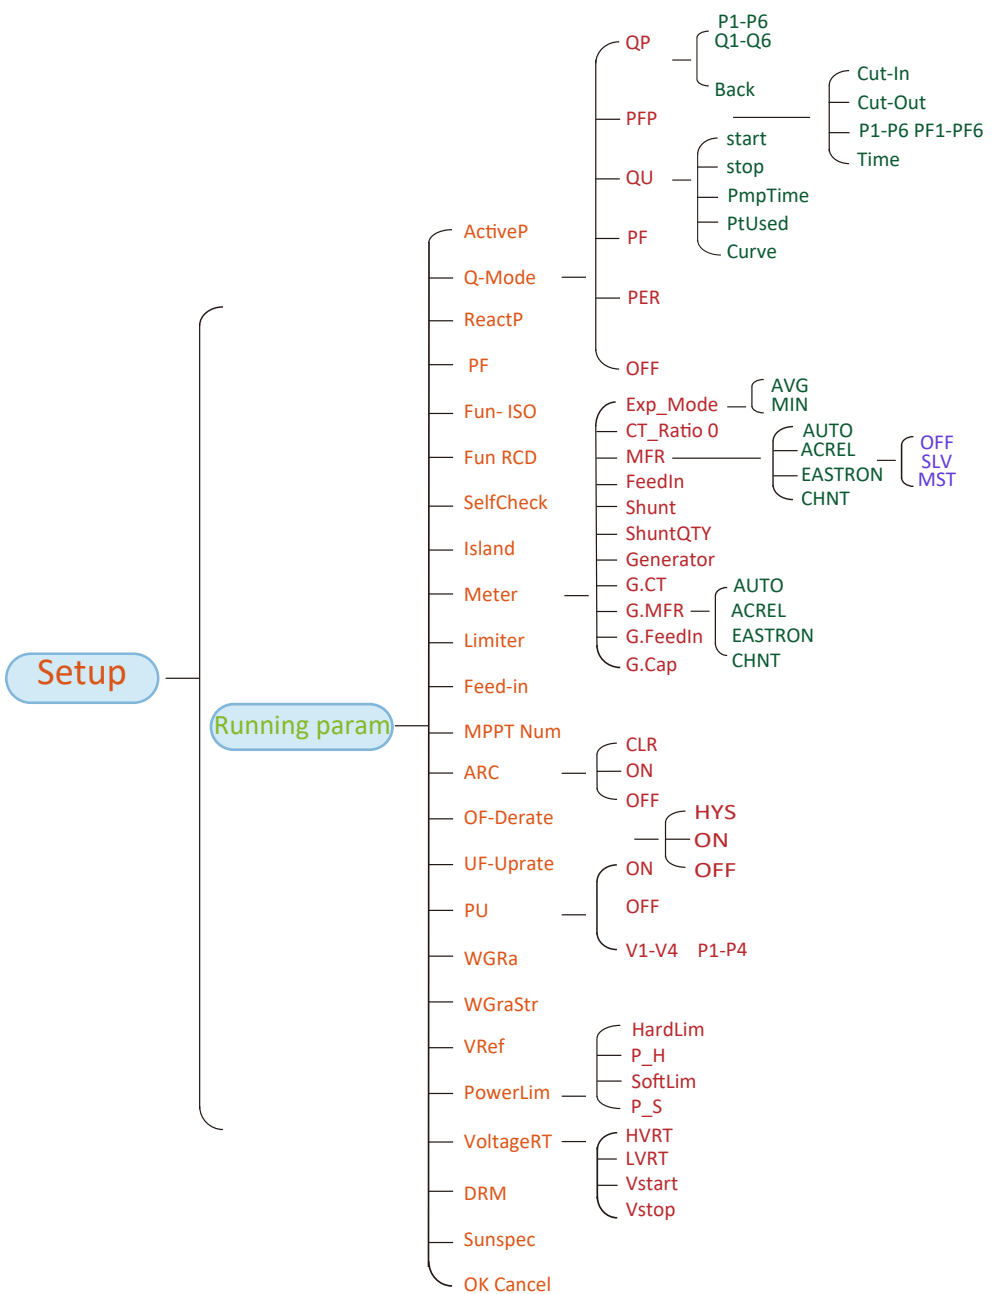 Setup
Running param
ActiveP
Q-Mode
QP
P1-P6
Q1-Q6
Back
PFP
Cut-In
Cut-Out
P1-P6 PF1-PF6
Time
QU
start
stop
PmpTime
PtUsed
Curve
PF
PER
OFF
ReactP
PF
Fun- ISO
Fun RCD
SelfCheck
Island
Meter
Exp_Mode
AVG
MIN
CT_Ratio 0
MFR
AUTO
ACREL
EASTRON
CHNT
OFF
SLV
MST
FeedIn
Shunt
ShuntQTY
Generator
G.CT
G.MFR
AUTO
ACREL
EASTRON
CHNT
G.FeedIn
G.Cap
Limiter
Feed-in
MPPT Num
ARC
CLR
ON
OFF
OF-Derate
HYS
ON
OFF
UF-Uprate
PU
ON
OFF
V1-V4 P1-P4
WGRa
WGraStr
VRef
PowerLim
HardLim
P_H
SoftLim
P_S
VoltageRT
HVRT
LVRT
Vstart
Vstop
DRM
Sunspec
OK Cancel